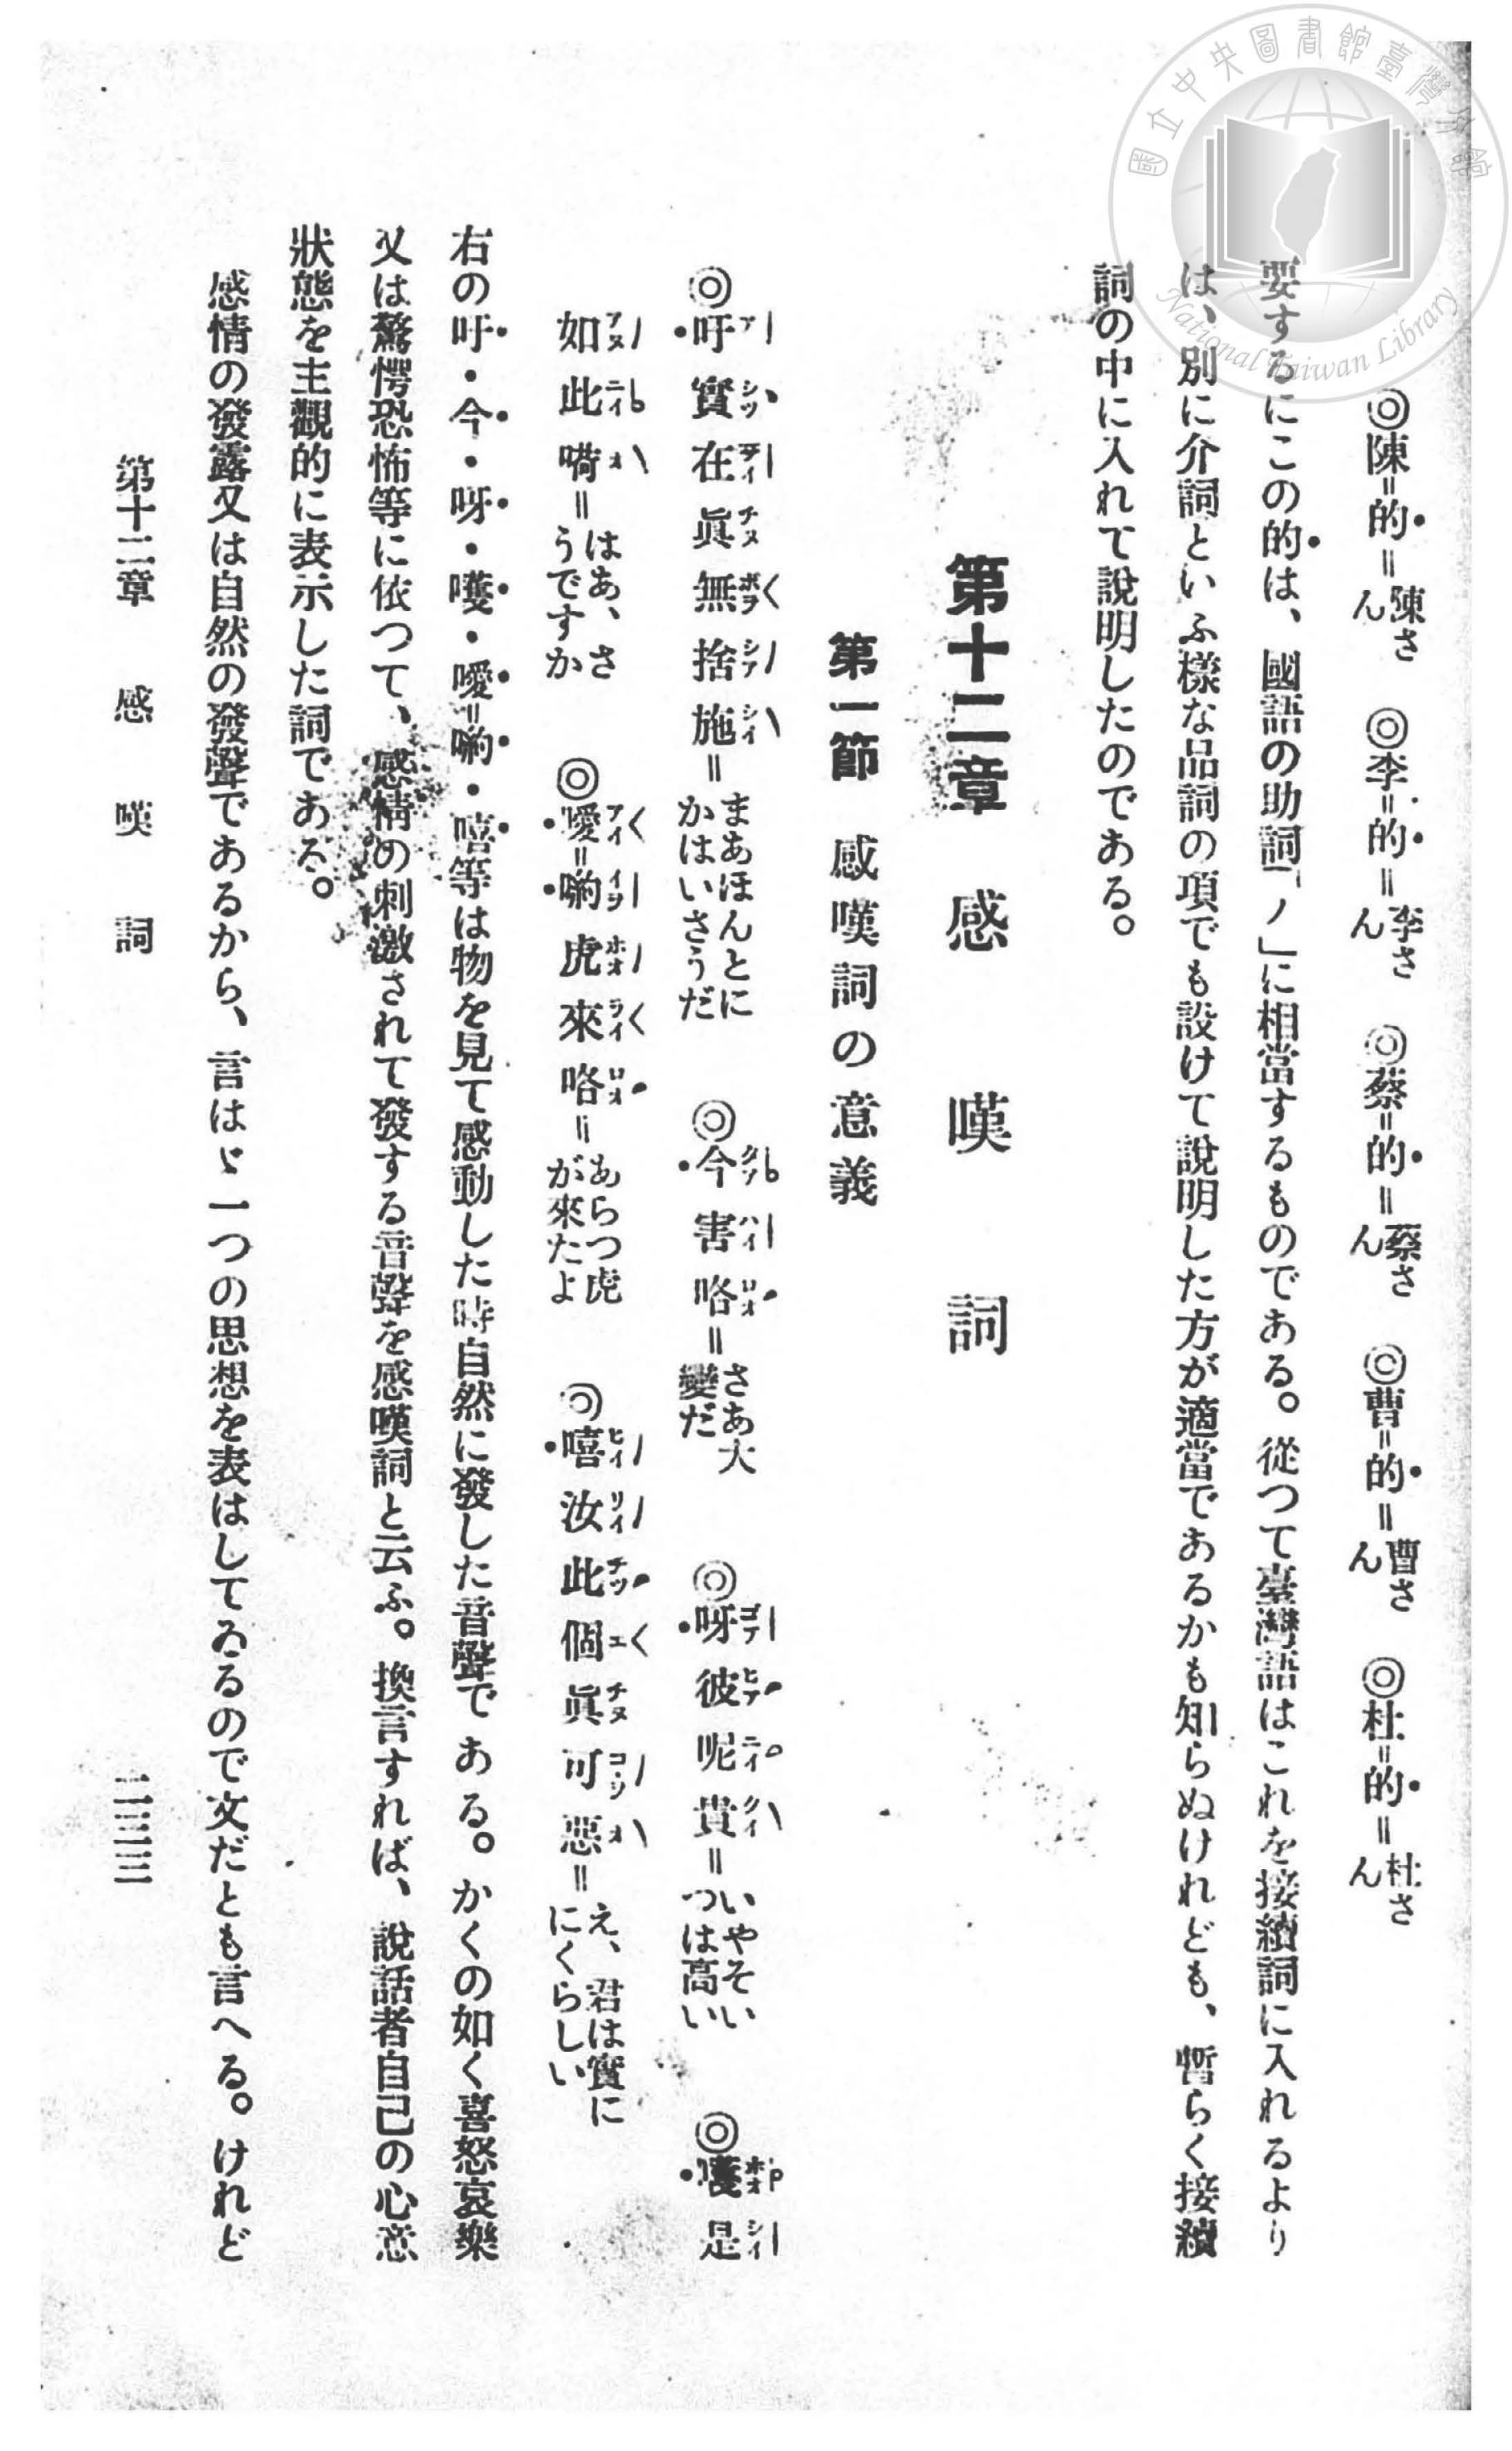 ◎陳=的=陳さん ◎李=的=李さん ◎蔡=的=蔡さん ◎曹=的=曹さん ◎杜=的=杜さん
要するにこの的は、國語の助詞「ノ」に相當するものである。從つて臺灣語はこれを接續詞に入れるより
は、別に介詞といふ樣な品詞の項でも設けて說明した方が適當であるかも知らぬけれども、暫らく接續
詞の中に入れて說明したのである。
第十二章 感嘆詞
第一節 感嘆詞の意義
◎吁實在眞無捨施=まあほんとにかはいさうだ ◎今害咯=さあ大變だ ◎呀彼呢貴=いやそいつは高い ◎嚄是
如此嗬=はあ、さうですか ◎噯=喲虎來咯=あらつ虎が來たよ ◎嘻汝此個眞可惡=え、君は實ににくらしい
右の吁・今・呀・嚄・噯=喲・嘻等は物を見て感動した時自然に發した音聲である。かくの如く喜怒哀樂
又は驚愕恐怖等に依つて、感情の刺激されて發する音聲を感嘆詞と云ふ。換言すれば、說話者自己の心意
狀態を主觀的に表示した詞である。
感情の發露又は自然の發聲であるから、言はゞ一つの思想を表はしてゐるので文だとも言へる。けれど
第十二章 感嘆詞 二三三
國立中央圖書館臺灣分館
National Taiwan Library